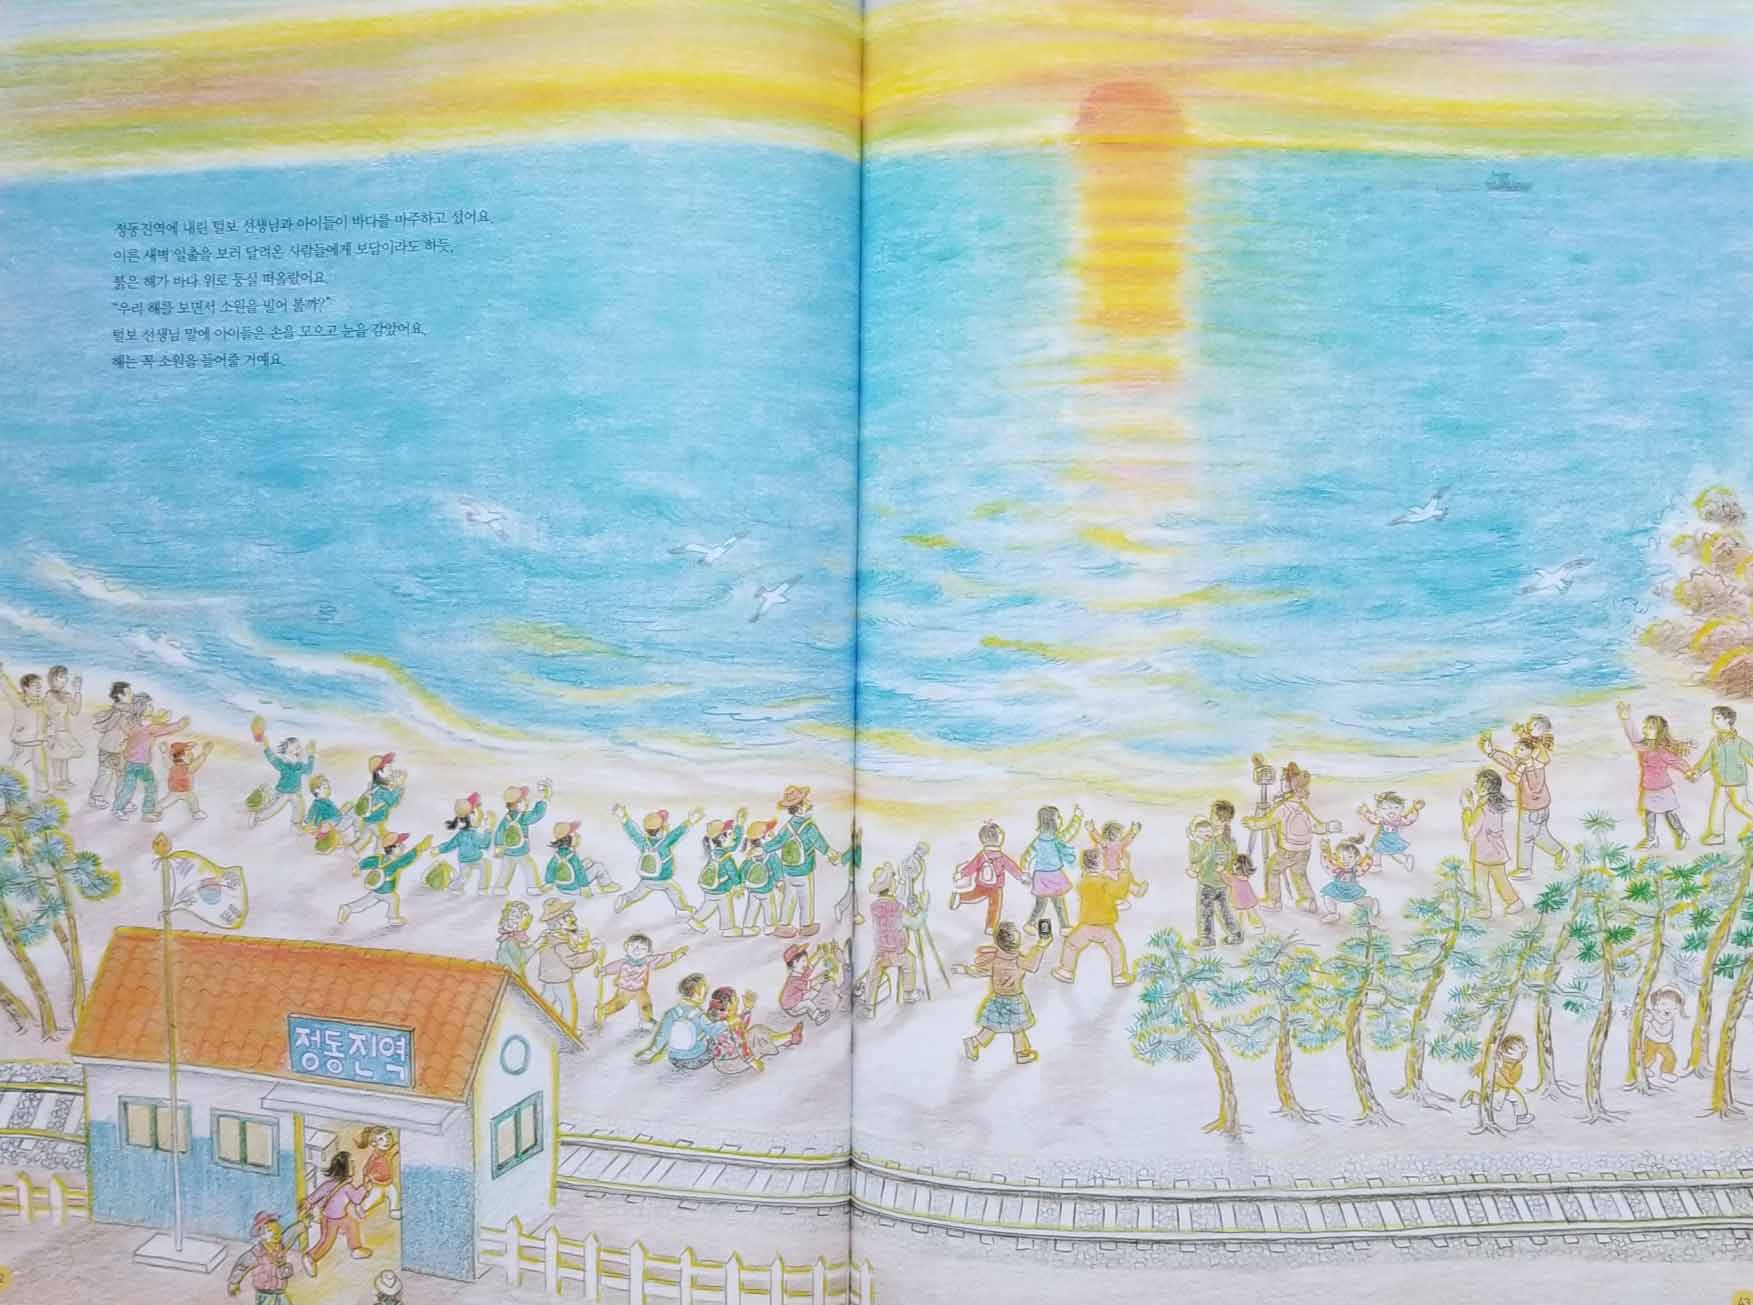 정동진역에 내린 털보 선생님과 아이들이 바다를 마주하고 섰어요.
이른 새벽 일출을 보러 달려온 사람들에게 보답이라도 하듯,
붉은 해가 바다 위로 둥실 떠올랐어요.
"우리 해를 보면서 소원을 빌어 볼까?"
털보 선생님 말에 아이들은 손을 모으고 눈을 감았어요.
해는 꼭 소원을 들어줄 거예요.
정동진역
63